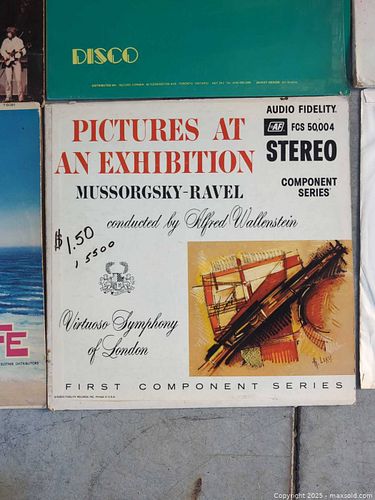 DISCO
AUDIO FIDELITY
AF FCS 50,004
STEREO
COMPONENT
SERIES
PICTURES AT
AN EXHIBITION
MUSSORGSKY-RAVEL
conducted by Alfred Wallenstein
$1.50
Virtuoso Symphony
of London
FIRST COMPONENT SERIES
FE
Copyright 2025 - maxsold.com